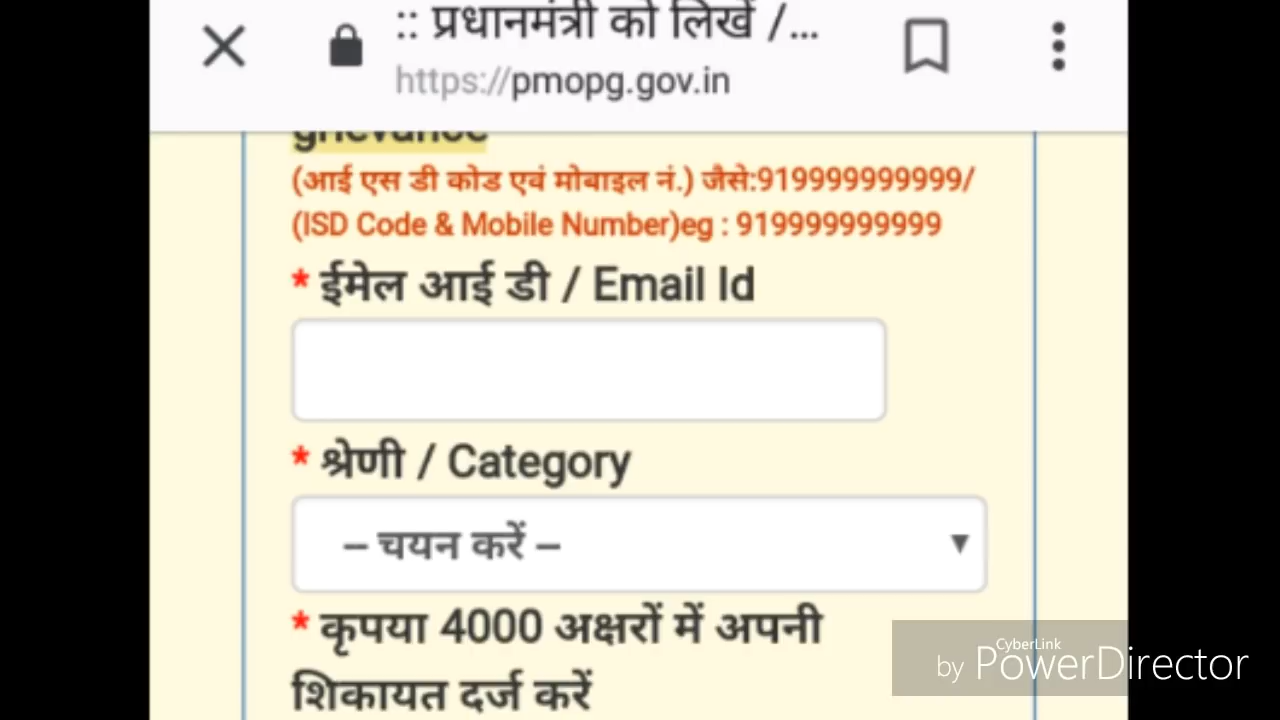 :: प्रधानमंत्री को लिखें /...
https://pmopg.gov.in
grievance
(आई एस डी कोड एवं मोबाइल नं.) जैसे:919999999999/
(ISD Code & Mobile Number)eg : 919999999999
* ईमेल आई डी / Email Id
* श्रेणी / Category
– चयन करें –
* कृपया 4000 अक्षरों में अपनी
शिकायत दर्ज करें
CyberLink
by PowerDirector